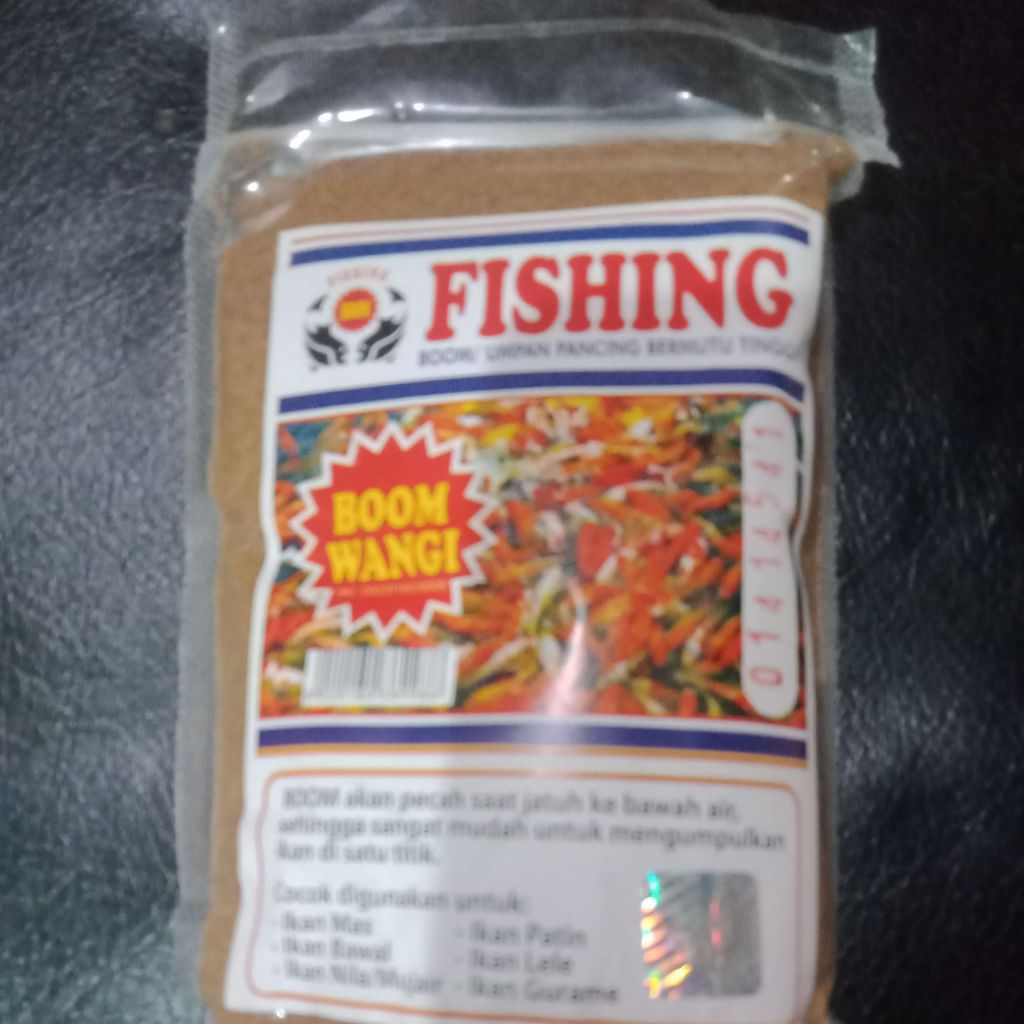 FISHING
FISHING
BOOM/ UMPAN PANCING BERMUTU TINGGI
BOOM
WANGI
BOOM akan pecah saat jatuh ke bawah air,
sehingga sangat mudah untuk mengumpulkan
ikan di satu titik.
Cocok digunakan untuk:
- Ikan Mas
- Ikan Bawal
- Ikan Nila/Mujair
- Ikan Patin
- Ikan Lele
- Ikan Gurame